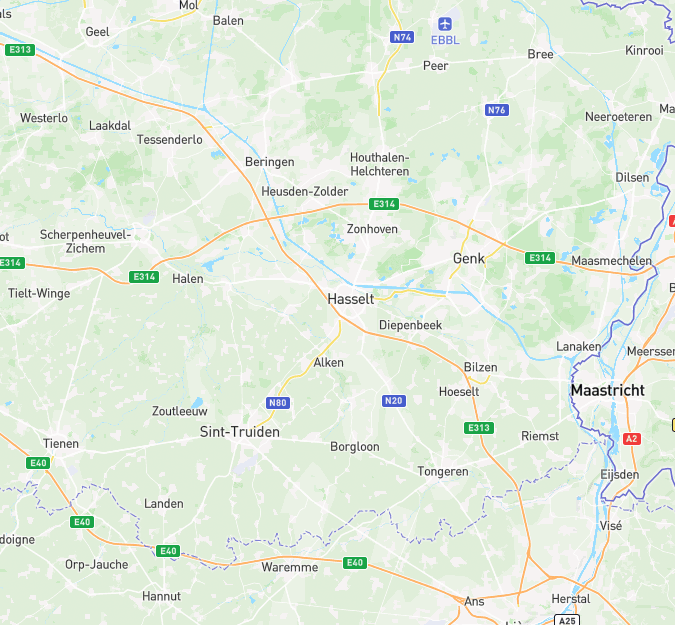 Mol
Balen
Geel
N74
EBBL
Bree
Kinrooi
E313
Peer
N76
Westerlo
Laakdal
Tessenderlo
Neeroeteren
Beringen
Houthalen-
Helchteren
Dilsen
Heusden-Zolder
E314
Zonhoven
Scherpenheuvel-
Zichem
Genk
E314
Maasmechelen
E314
E314
Halen
Tielt-Winge
Hasselt
Diepenbeek
Lanaken
Meerssen
Alken
Bilzen
Hoeselt
Maastricht
N80
N20
Zoutleeuw
Sint-Truiden
E313
Riemst
A2
Tienen
Borgloon
E40
Tongeren
Eijsden
Landen
E40
Visé
doigne
E40
Orp-Jauche
Waremme
E40
Hannut
Ans
Herstal
A25